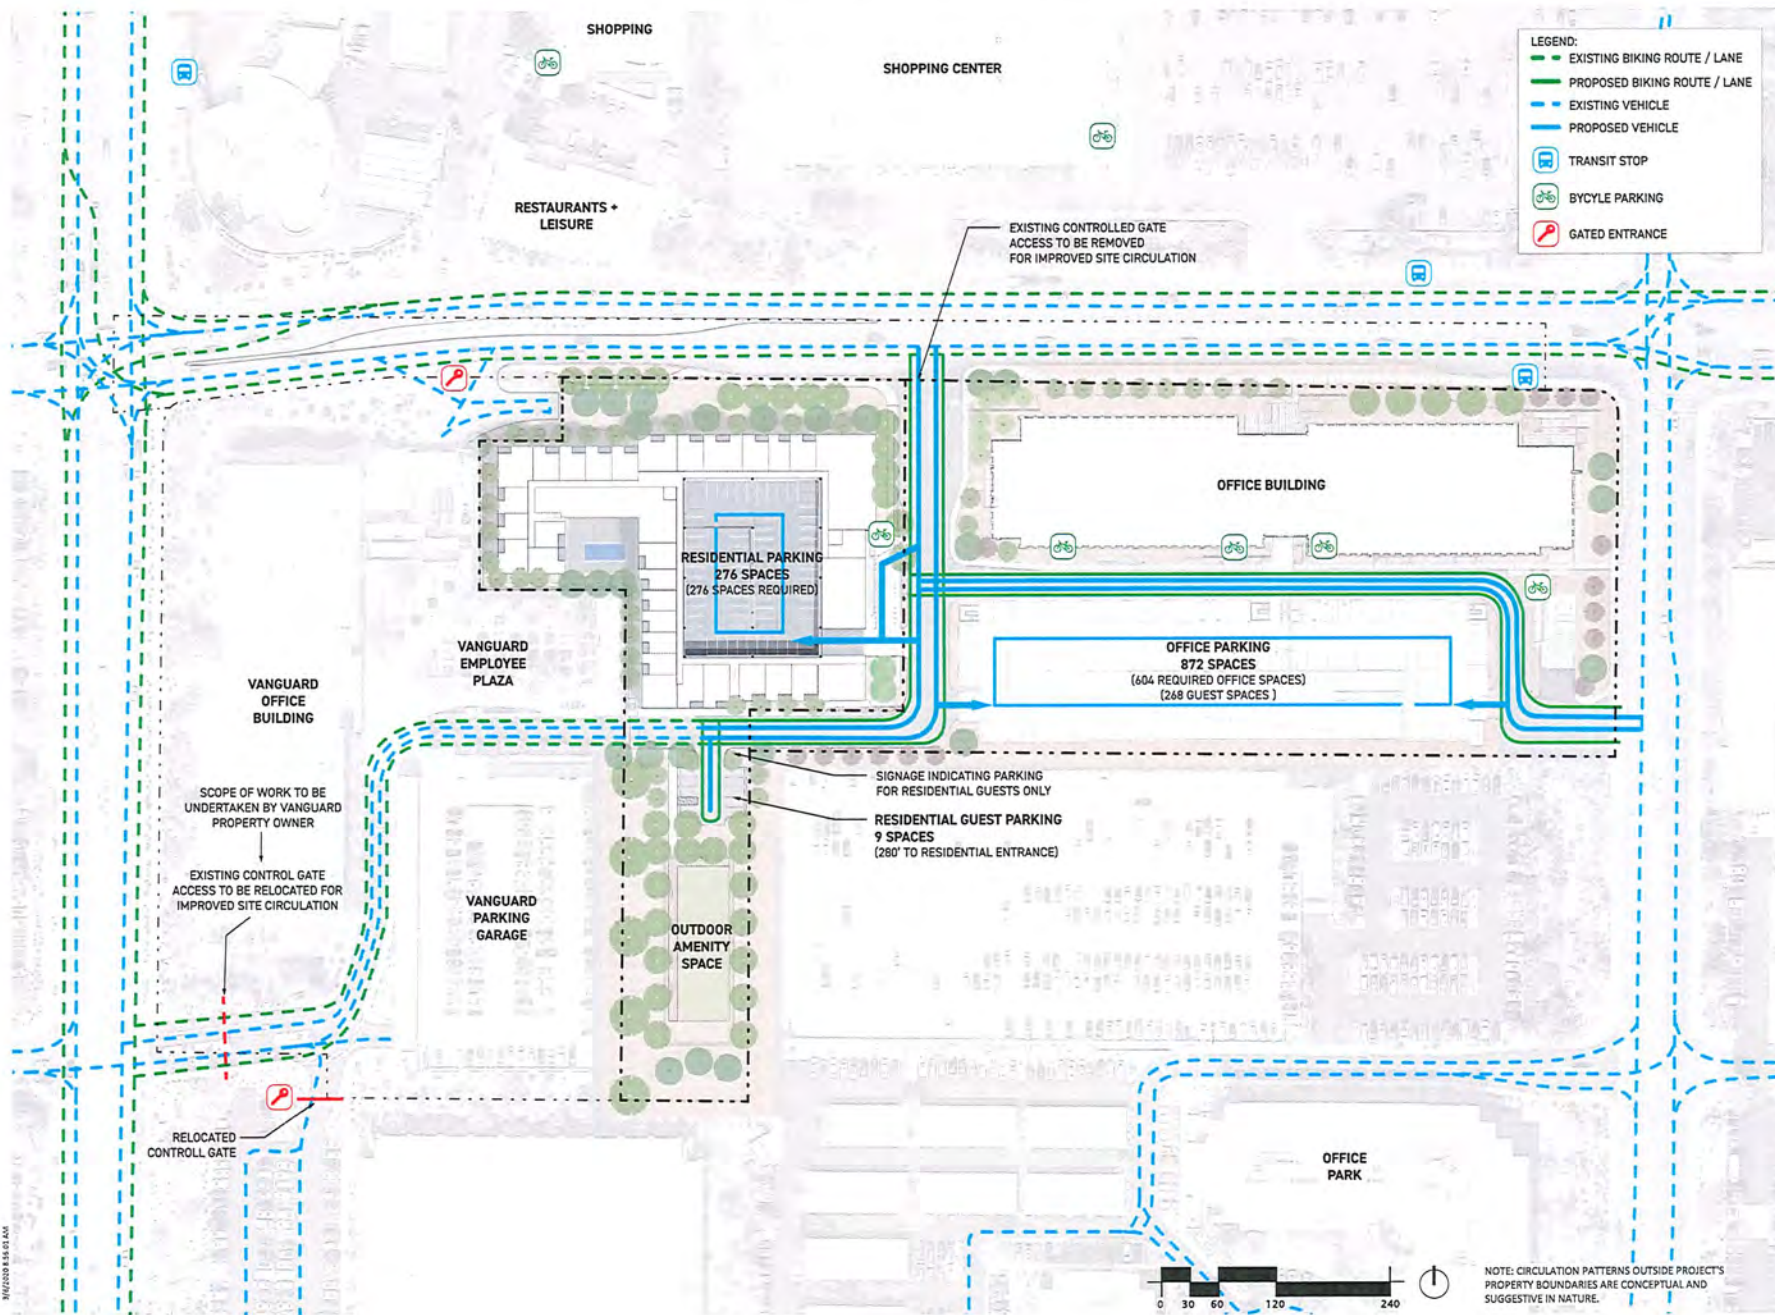 SHOPPING
SHOPPING CENTER
LEGEND:
EXISTING BIKING ROUTE / LANE
PROPOSED BIKING ROUTE / LANE
EXISTING VEHICLE
PROPOSED VEHICLE
TRANSIT STOP
BYCYLE PARKING
GATED ENTRANCE
RESTAURANTS +
LEISURE
EXISTING CONTROLLED GATE
ACCESS TO BE REMOVED
FOR IMPROVED SITE CIRCULATION
OFFICE BUILDING
RESIDENTIAL PARKING
276 SPACES
(276 SPACES REQUIRED)
VANGUARD
EMPLOYEE
PLAZA
OFFICE PARKING
872 SPACES
(604 REQUIRED OFFICE SPACES)
(268 GUEST SPACES )
VANGUARD
OFFICE
BUILDING
SIGNAGE INDICATING PARKING
FOR RESIDENTIAL GUESTS ONLY
RESIDENTIAL GUEST PARKING
9 SPACES
(280' TO RESIDENTIAL ENTRANCE)
SCOPE OF WORK TO BE
UNDERTAKEN BY VANGUARD
PROPERTY OWNER
EXISTING CONTROL GATE
ACCESS TO BE RELOCATED FOR
IMPROVED SITE CIRCULATION
VANGUARD
PARKING
GARAGE
OUTDOOR
AMENITY
SPACE
RELOCATED
CONTROLL GATE
OFFICE
PARK
0 30 60 120 240
NOTE: CIRCULATION PATTERNS OUTSIDE PROJECT'S
PROPERTY BOUNDARIES ARE CONCEPTUAL AND
SUGGESTIVE IN NATURE.